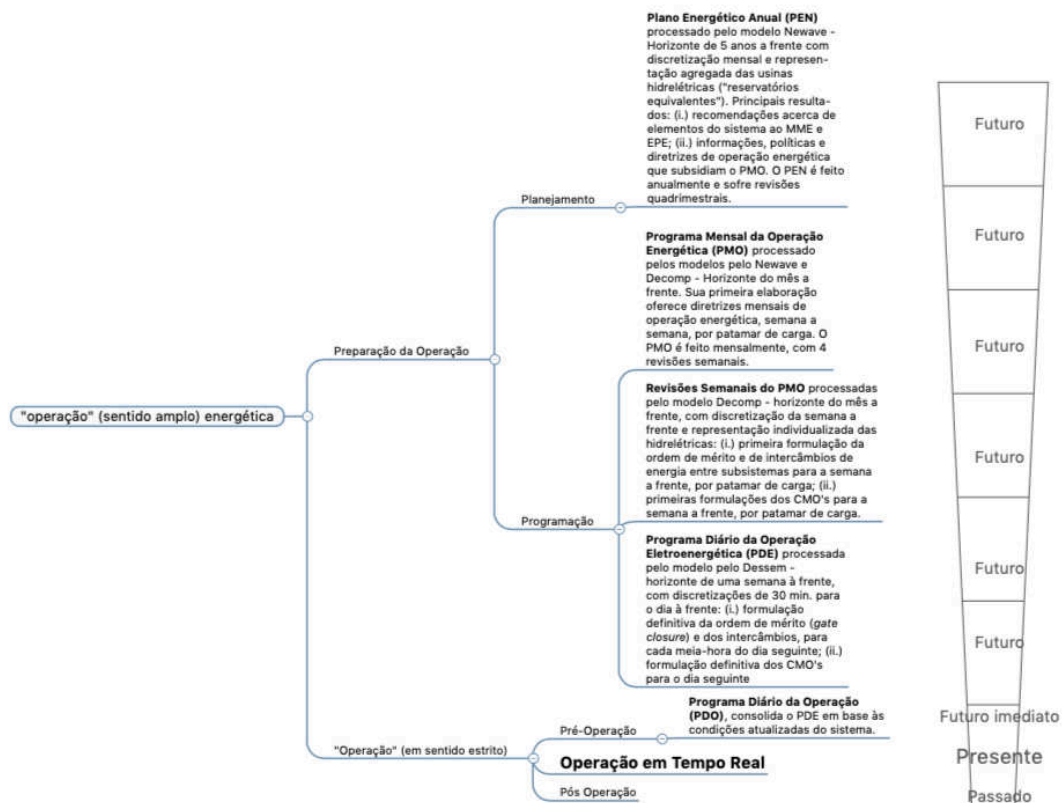 Plano Energético Anual (PEN)
processado pelo modelo Newave -
Horizonte de 5 anos a frente com
discretização mensal e represen-
tação agregada das usinas
hidrelétricas ("reservatórios
equivalentes"). Principais resulta-
dos: (i.) recomendações acerca de
elementos do sistema ao MME e
EPE; (ii.) informações, políticas e
diretrizes de operação energética
que subsidiam o PMO. O PEN é feito
anualmente e sofre revisões
quadrimestrais.
Planejamento
Programa Mensal da Operação
Energética (PMO) processado
pelos modelos pelo Newave e
Decomp - Horizonte do mês a
frente. Sua primeira elaboração
oferece diretrizes mensais de
operação energética, semana a
semana, por patamar de carga. O
PMO é feito mensalmente, com 4
revisões semanais.
Preparação da Operação
Revisões Semanais do PMO processadas
pelo modelo Decomp - horizonte do mês a
frente, com discretização da semana a
frente e representação individualizada das
hidrelétricas: (i.) primeira formulação da
ordem de mérito e de intercâmbios de
energia entre subsistemas para a semana
a frente, por patamar de carga; (ii.)
primeiras formulações dos CMO's para a
semana a frente, por patamar de carga.
"operação" (sentido amplo) energética
Programação
Programa Diário da Operação
Eletroenergética (PDE) processada
pelo modelo pelo Dessem -
horizonte de uma semana à frente,
com discretizações de 30 min. para
o dia à frente: (i.) formulação
definitiva da ordem de mérito (gate
closure) e dos intercâmbios, para
cada meia-hora do dia seguinte; (ii.)
formulação definitiva dos CMO's
para o dia seguinte
Programa Diário da Operação
(PDO), consolida o PDE em base às
condições atualizadas do sistema.
Pré-Operação
"Operação" (em sentido estrito)
Operação em Tempo Real
Pós Operação
Futuro
Futuro
Futuro
Futuro
Futuro
Futuro
Futuro imediato
Presente
Passado